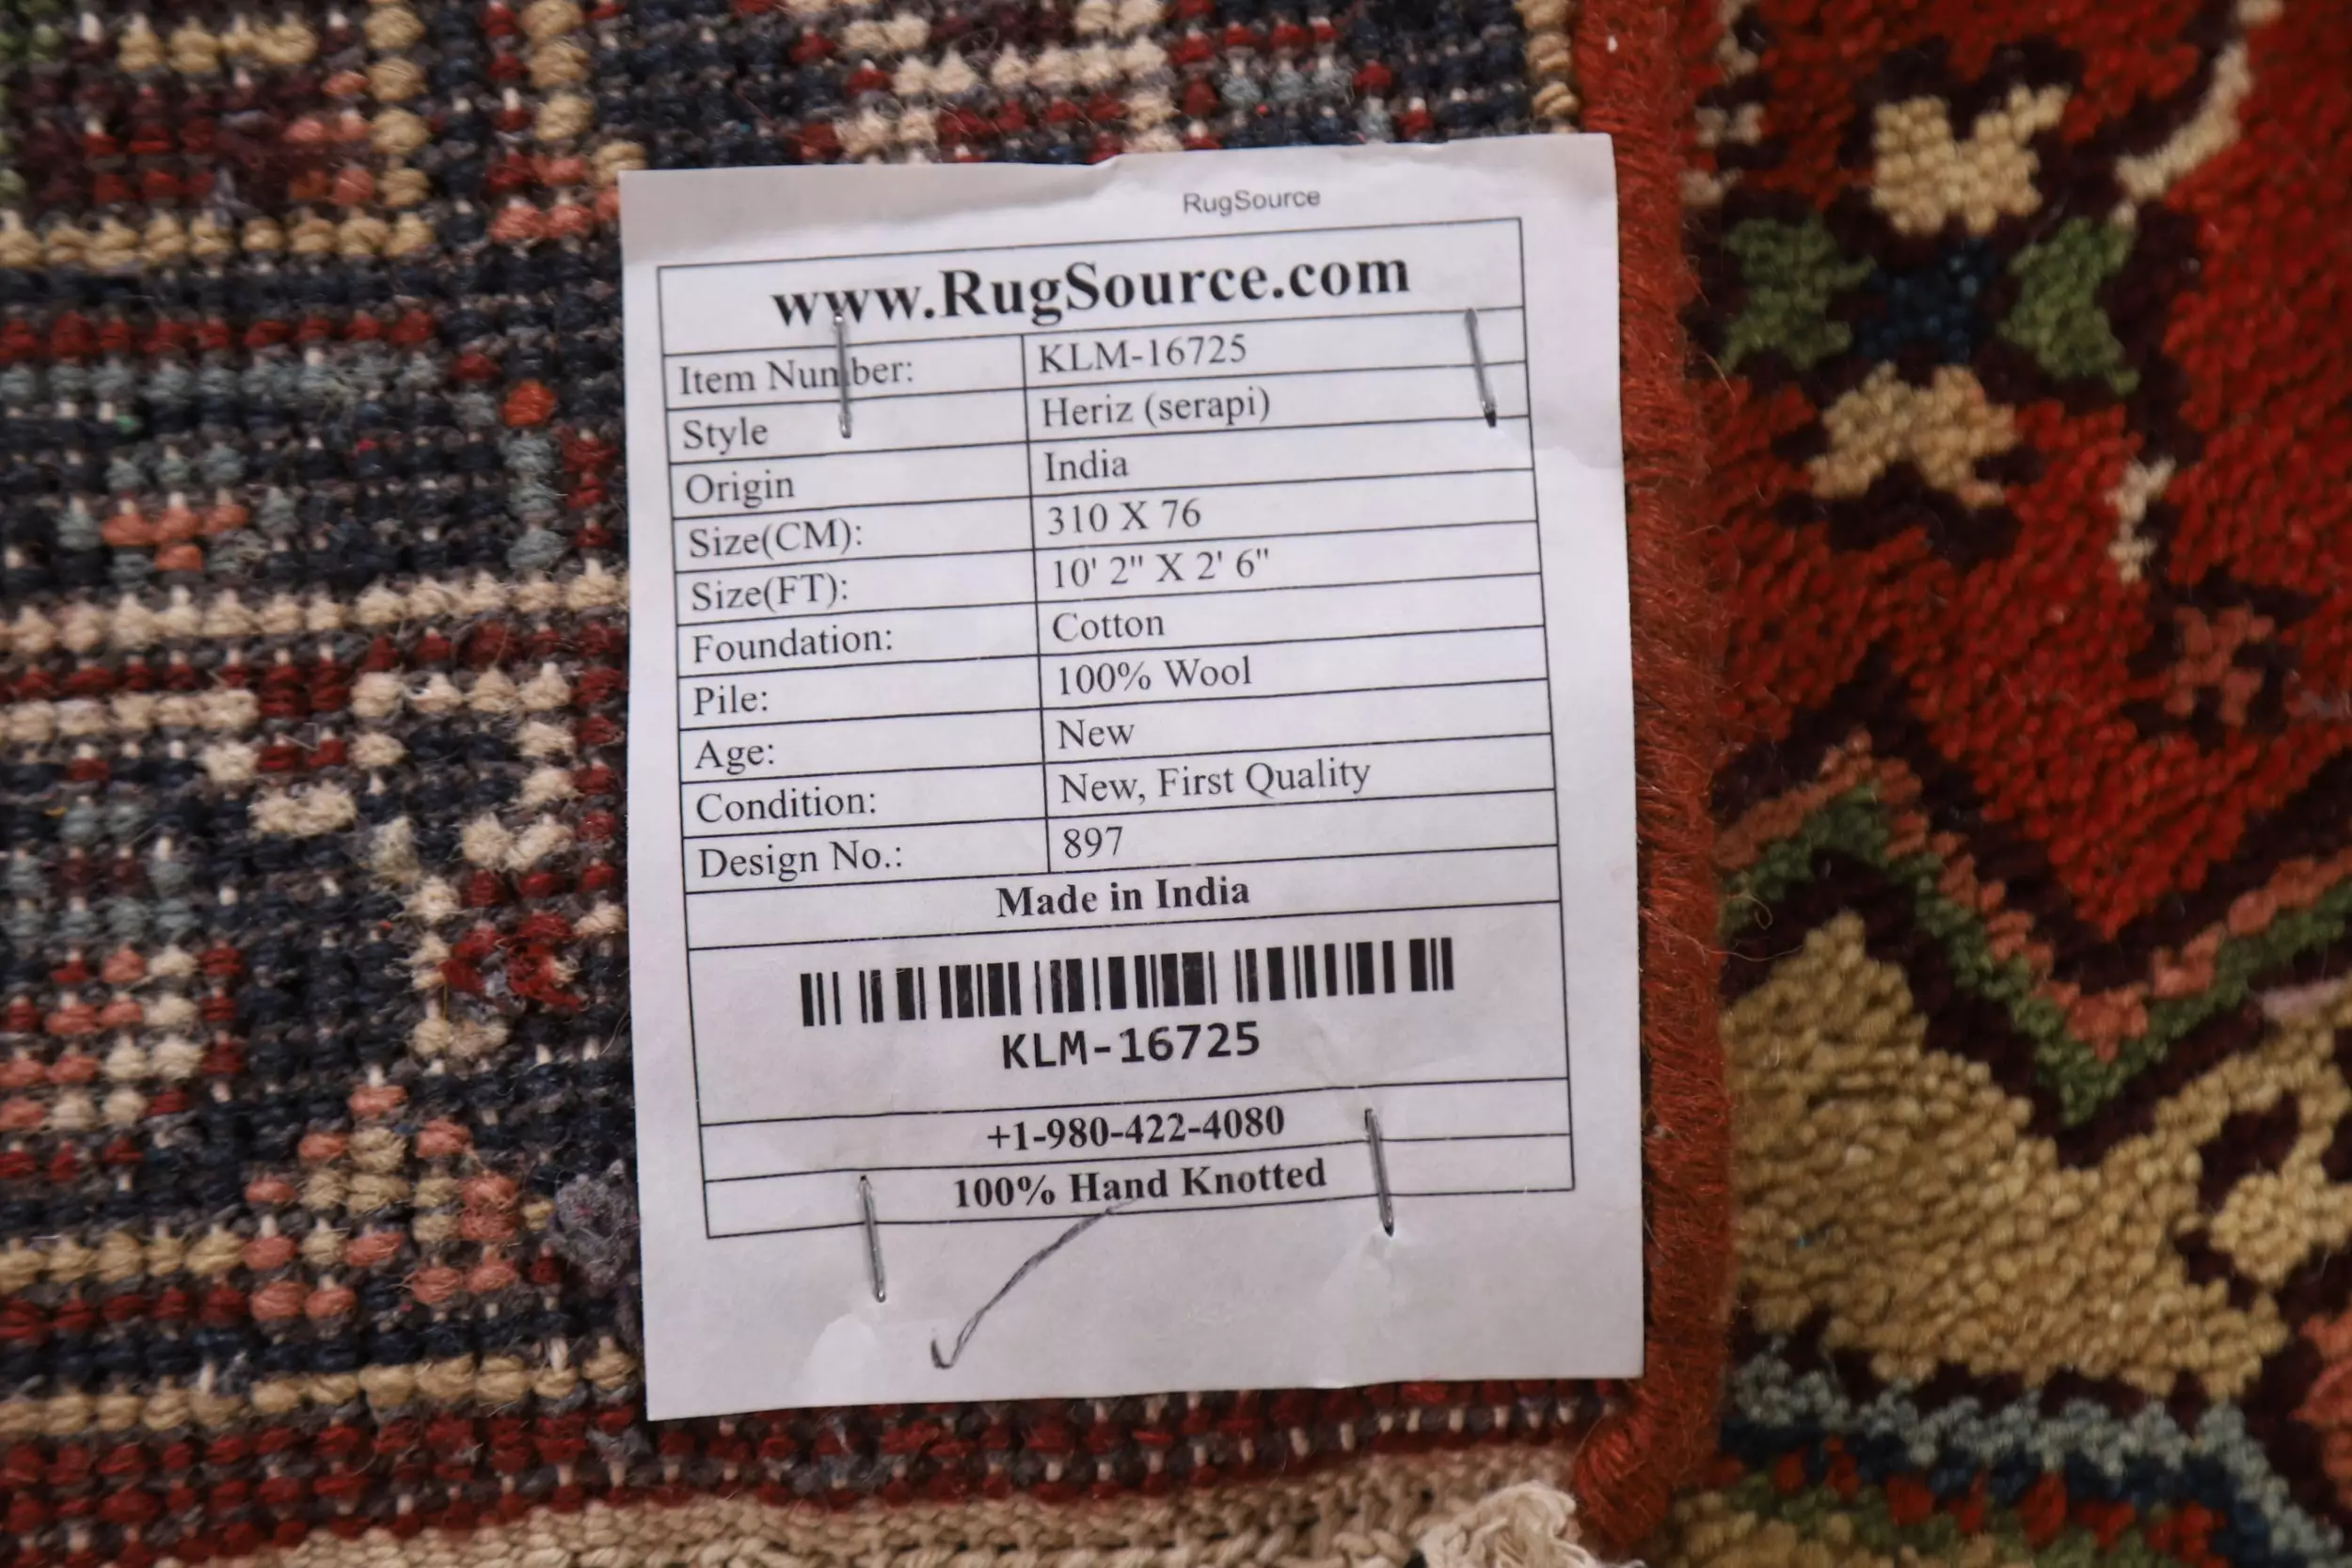 RugSource
www.RugSource.com
Item Number: KLM-16725
Style Heriz (serapi)
Origin India
Size(CM): 310 X 76
Size(FT): 10' 2" X 2' 6"
Foundation: Cotton
Pile: 100% Wool
Age: New
Condition: New, First Quality
Design No.: 897
Made in India
KLM-16725
+1-980-422-4080
100% Hand Knotted